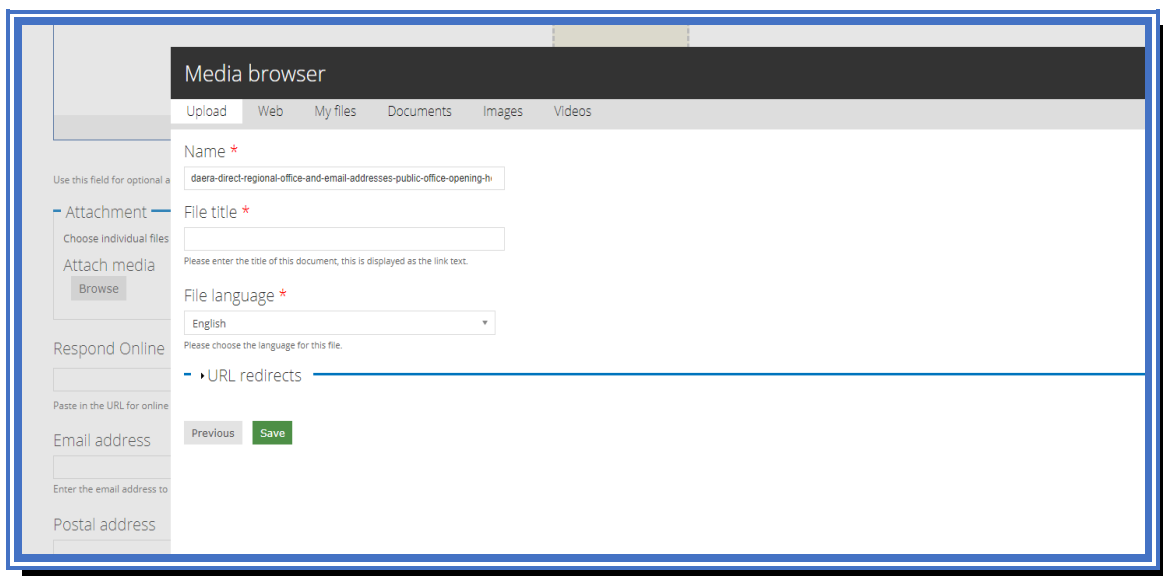 Media browser
Upload Web My files Documents Images Videos
Name *
daera-direct-regional-office-and-email-addresses-public-office-opening-h
File title *
Please enter the title of this document, this is displayed as the link text.
File language *
English
Please choose the language for this file.
URL redirects
Previous Save
Use this field for optional a
Attachment
Choose individual files
Attach media
Browse
Respond Online
Paste in the URL for online
Email address
Enter the email address to
Postal address